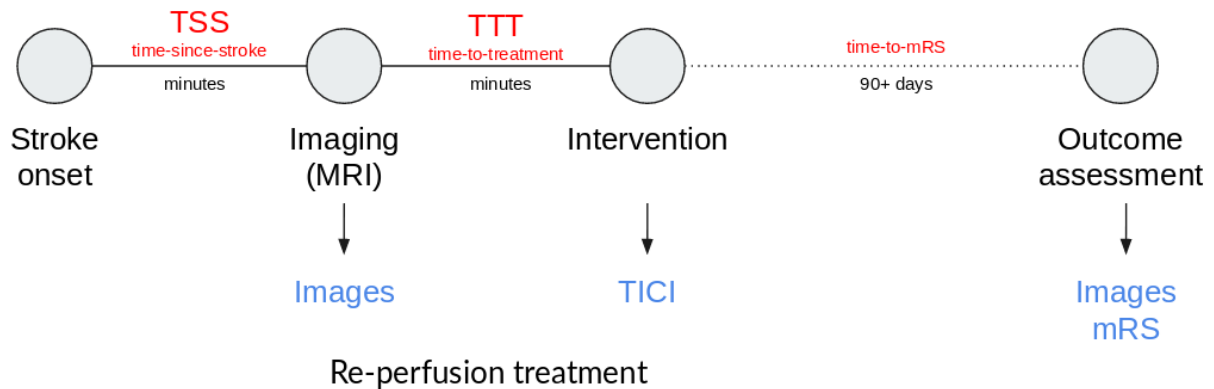 TSS
time-since-stroke
minutes
TTT
time-to-treatment
minutes
time-to-mRS
90+ days
Stroke
onset
Imaging
(MRI)
Intervention
Outcome
assessment
Images
TICI
Images
mRS
Re-perfusion treatment